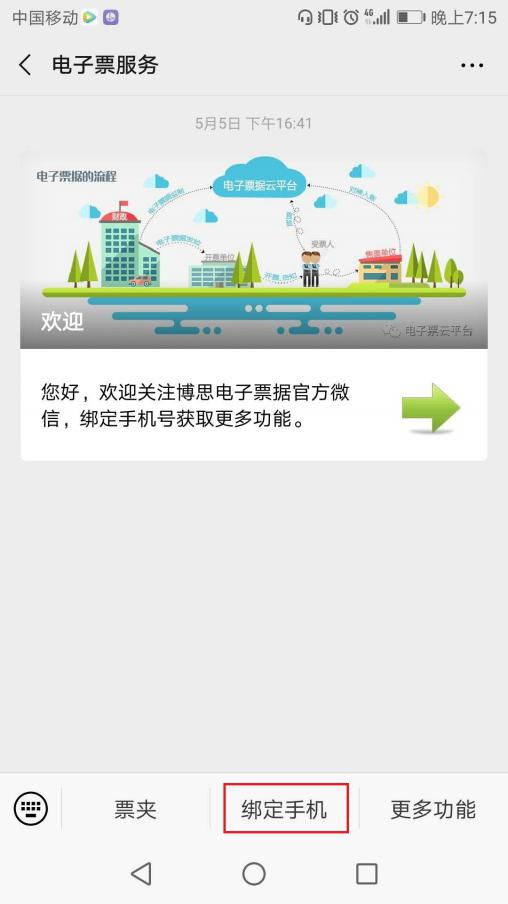 中国移动
4G
晚上7:15
电子票服务
5月5日 下午16:41
电子票据的流程
电子票据云平台
财政
开票单位
受票人
欢迎
电子票云平台
您好，欢迎关注博思电子票据官方微
信，绑定手机号获取更多功能。
票夹
绑定手机
更多功能